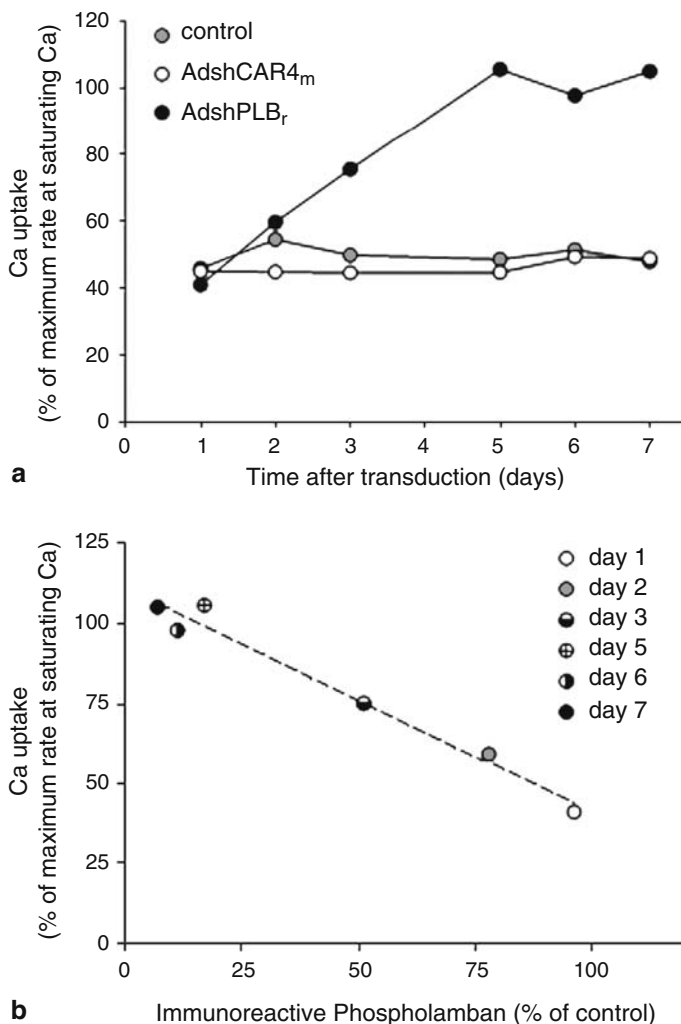 120
100
80
60
40
20
0
Ca uptake
(% of maximum rate at saturating Ca)
control
AdshCAR4m
AdshPLBr
0 1 2 3 4 5 6 7
a Time after transduction (days)
125
100
75
50
25
0
Ca uptake
(% of maximum rate at saturating Ca)
day 1
day 2
day 3
day 5
day 6
day 7
0 25 50 75 100
b Immunoreactive Phospholamban (% of control)